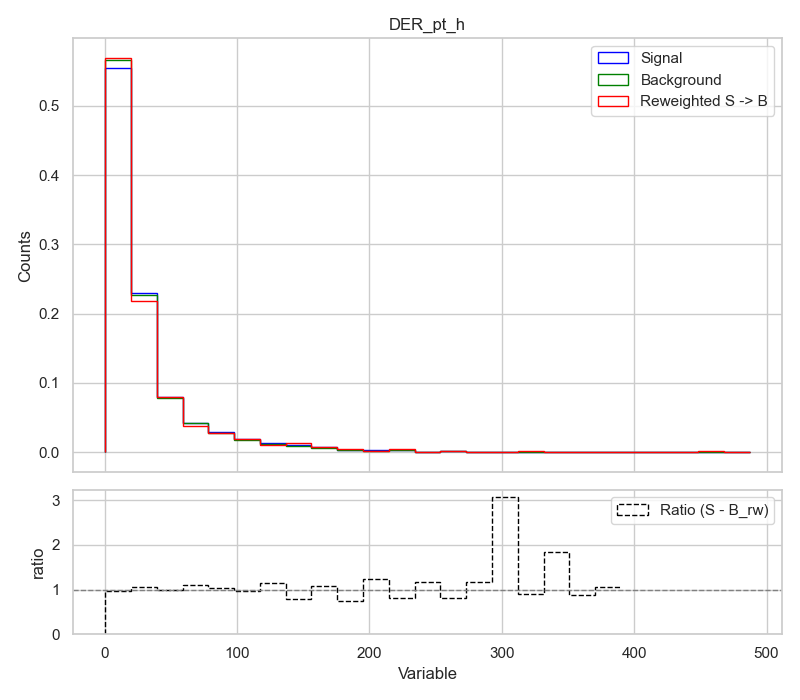 DER_pt_h
Signal
Background
Reweighted S -> B
Counts
0.5
0.4
0.3
0.2
0.1
0.0
Ratio (S - B_rw)
ratio
3
2
1
0
0 100 200 300 400 500
Variable